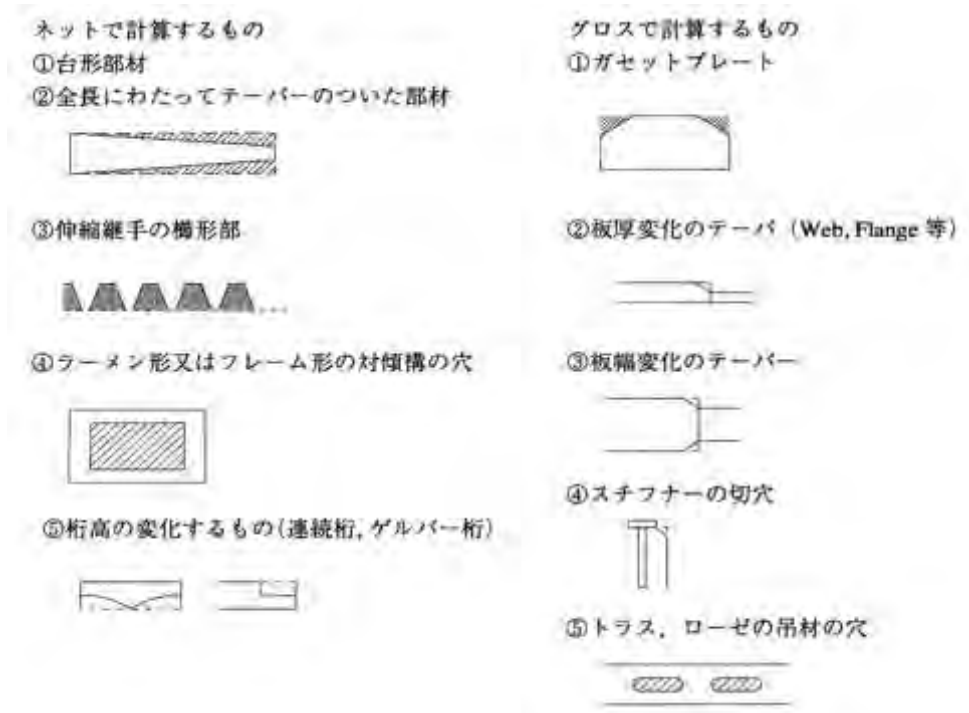 ネットで計算するもの
①台形部材
②全長にわたってテーパーのついた部材
③伸縮継手の櫛形部
④ラーメン形又はフレーム形の対傾構の穴
⑤桁高の変化するもの(連続桁,ゲルバー桁)
グロスで計算するもの
①ガセットプレート
②板厚変化のテーパ(Web, Flange 等)
③板幅変化のテーパー
④スチフナーの切穴
⑤トラス,ローゼの吊材の穴